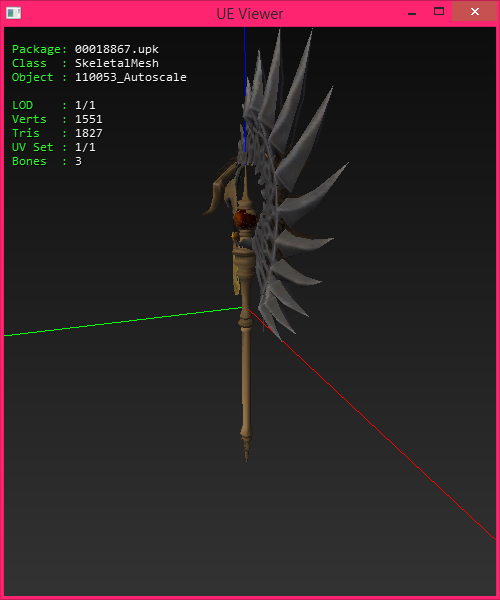 UE Viewer
Package: 00018867.upk
Class : SkeletalMesh
Object : 110053_Autoscale
LOD : 1/1
Verts : 1551
Tris : 1827
UV Set : 1/1
Bones : 3